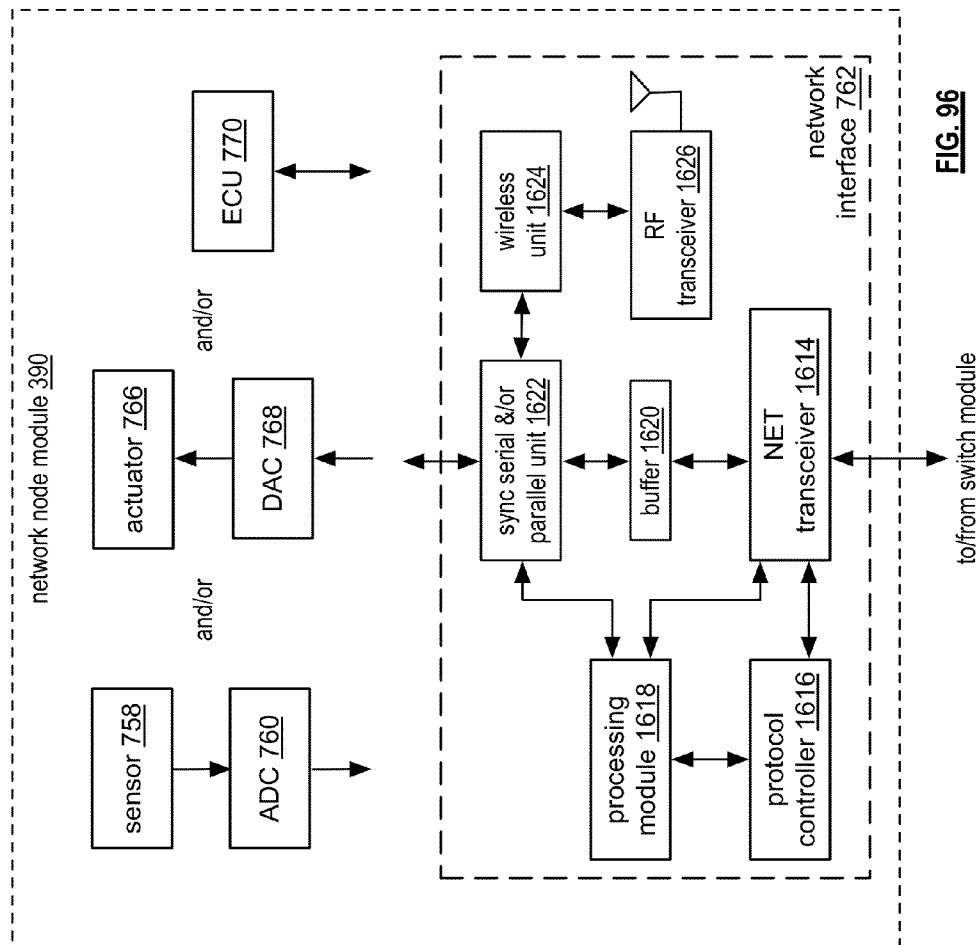 network node module 390
sensor 758
ADC 760
and/or
actuator 766
DAC 768
and/or
ECU 770
sync serial &/or
parallel unit 1622
wireless
unit 1624
processing
module 1618
buffer 1620
RF
transceiver 1626
protocol
controller 1616
NET
transceiver 1614
network
interface 762
to/from switch module
FIG. 96